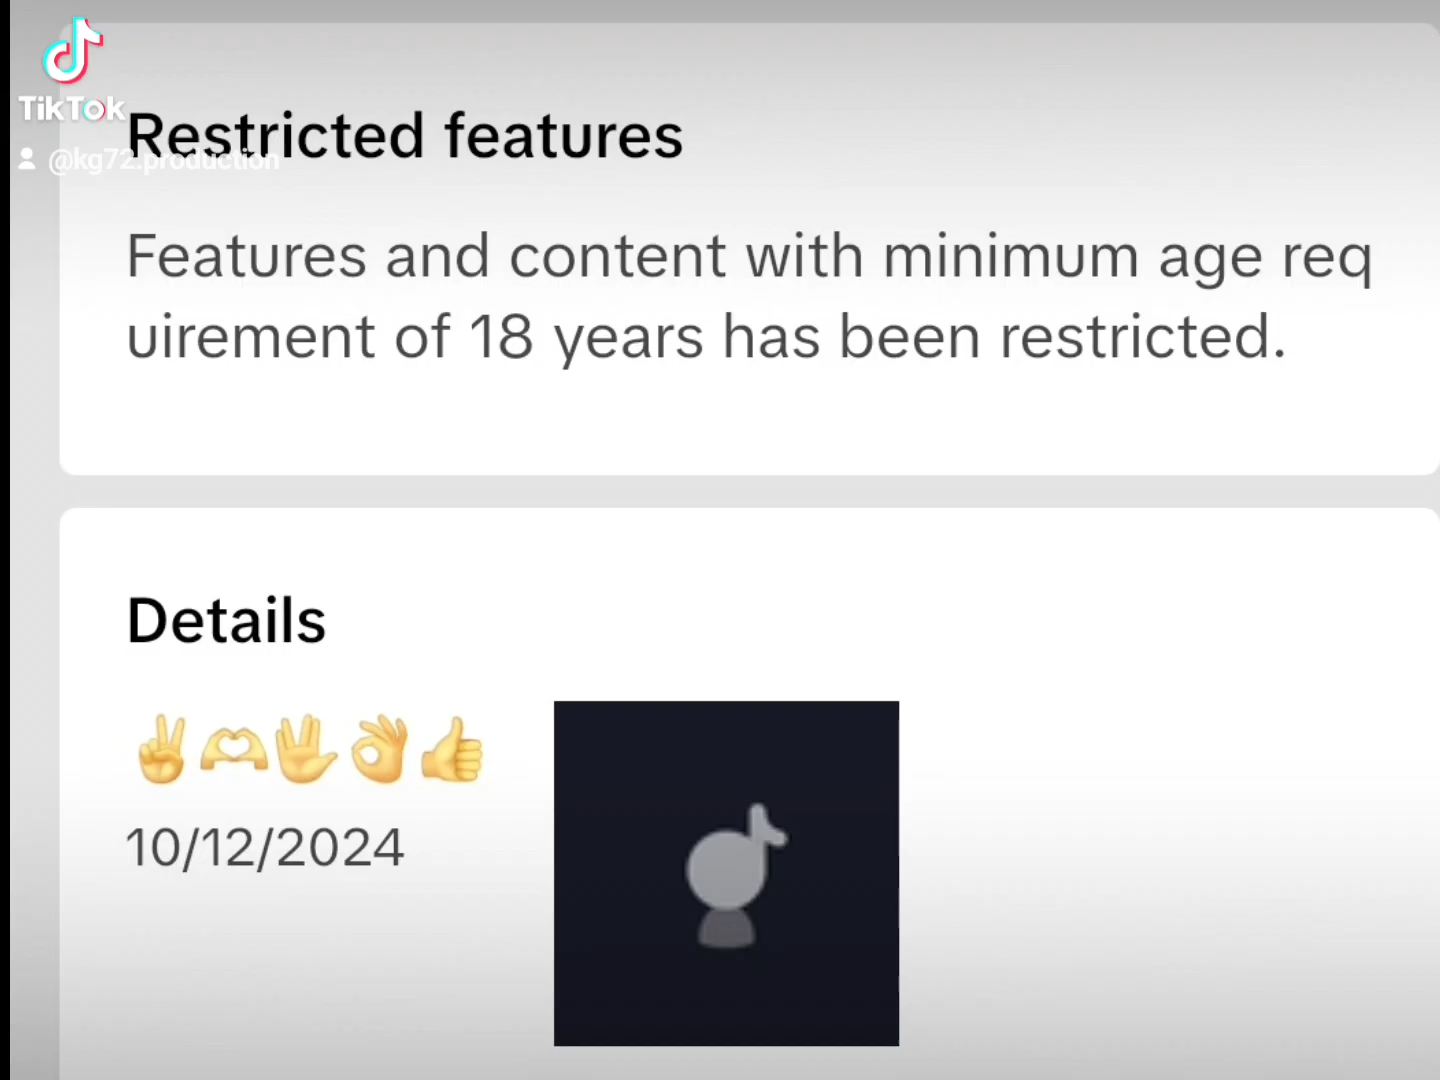 TikTok
@kg72.production
Restricted features
Features and content with minimum age req
uirement of 18 years has been restricted.
Details
✌️🫶🖖👌👍
10/12/2024